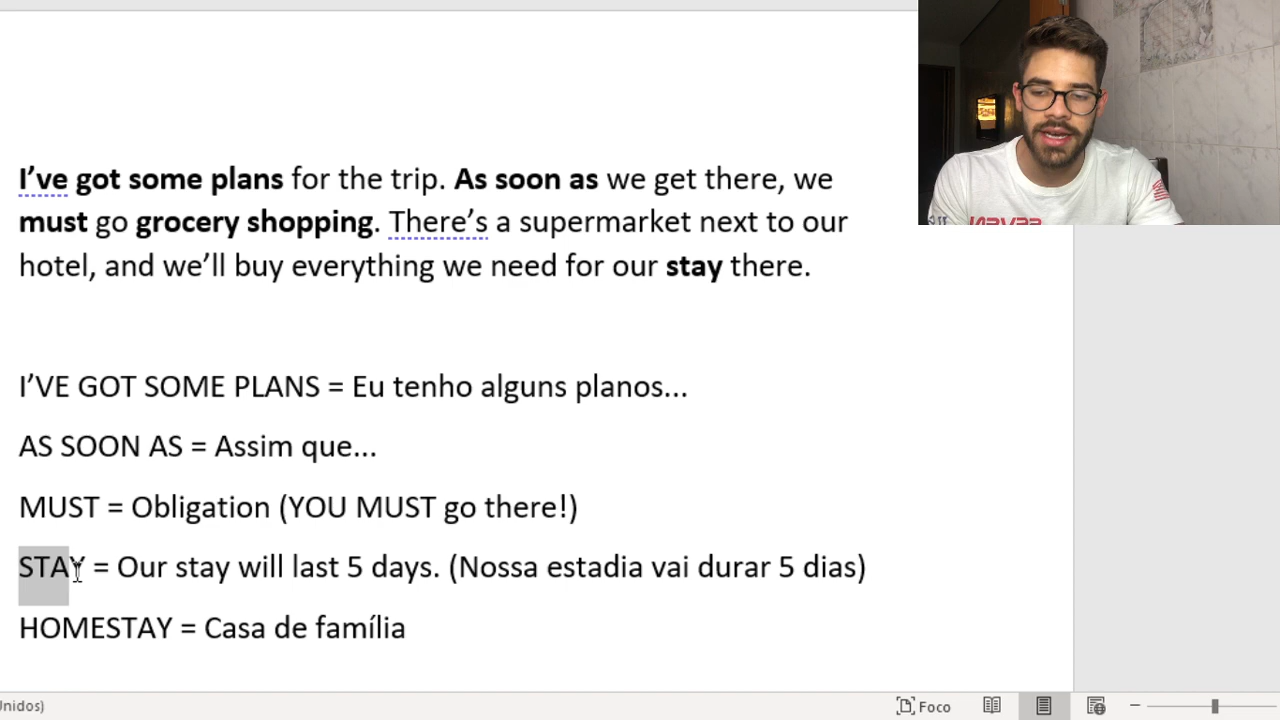 I've got some plans for the trip. As soon as we get there, we
must go grocery shopping. There's a supermarket next to our
hotel, and we'll buy everything we need for our stay there.
I'VE GOT SOME PLANS = Eu tenho alguns planos...
AS SOON AS = Assim que...
MUST = Obligation (YOU MUST go there!)
STAY = Our stay will last 5 days. (Nossa estadia vai durar 5 dias)
HOMESTAY = Casa de família
Foco